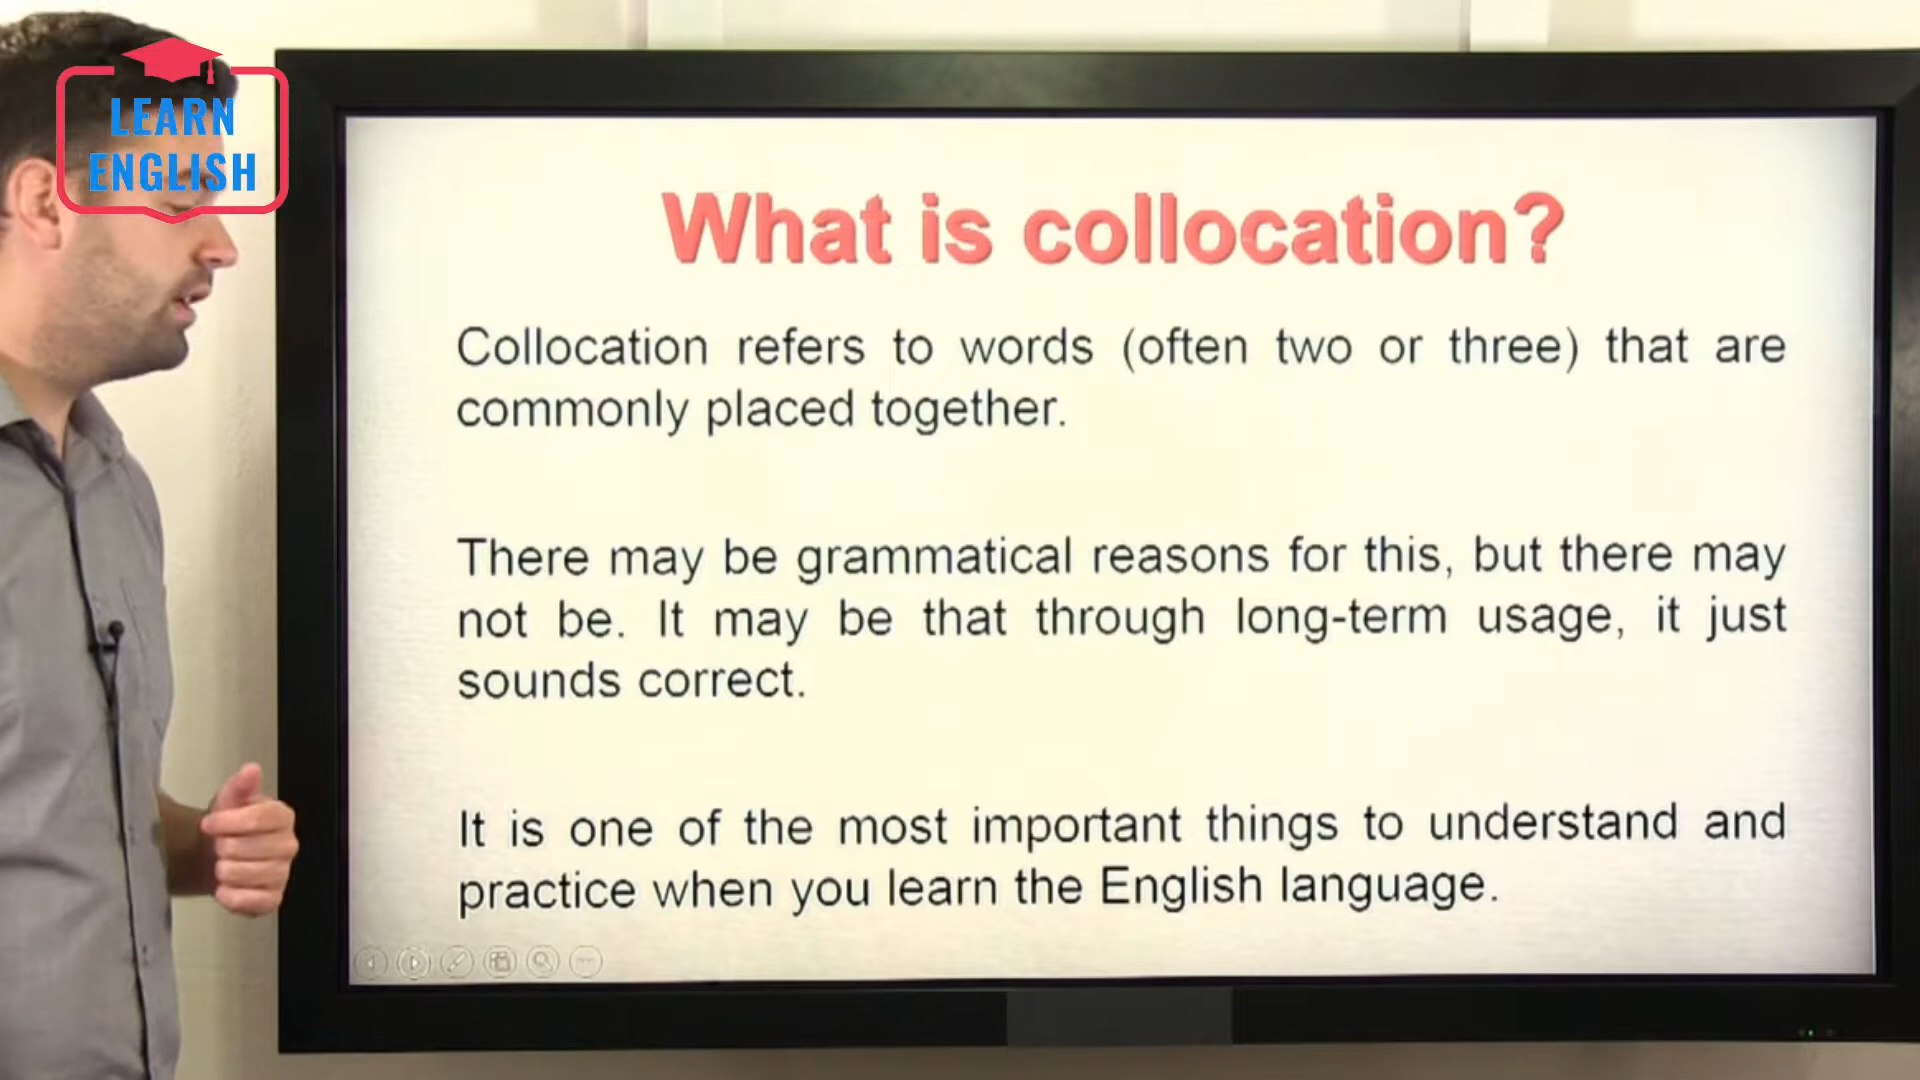 LEARN
ENGLISH
What is collocation?
Collocation refers to words (often two or three) that are
commonly placed together.
There may be grammatical reasons for this, but there may
not be. It may be that through long-term usage, it just
sounds correct.
It is one of the most important things to understand and
practice when you learn the English language.